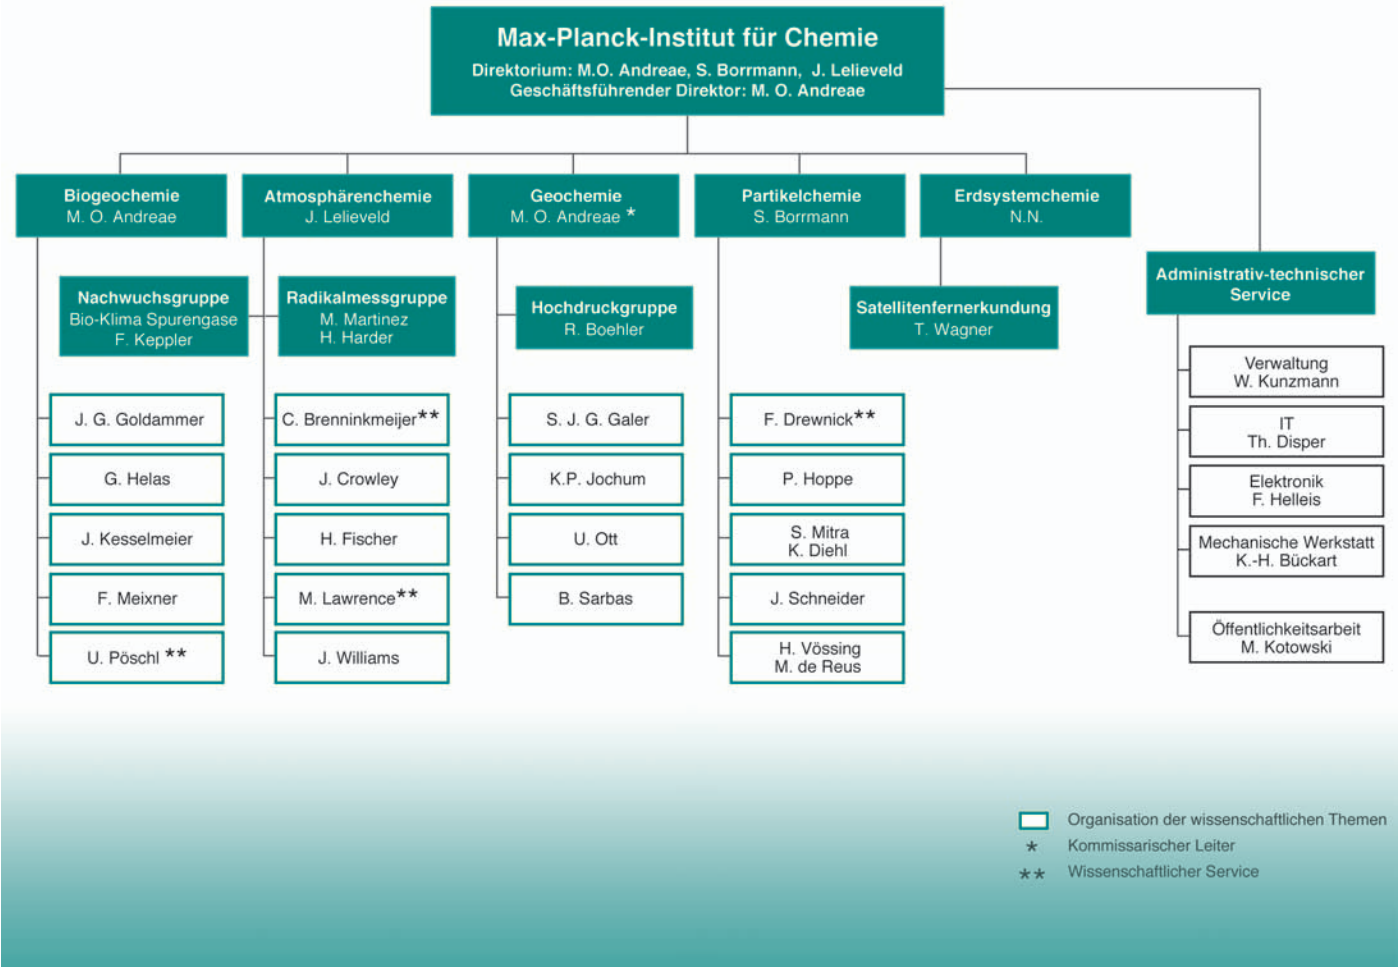 Max-Planck-Institut für Chemie
Direktorium: M.O. Andreae, S. Borrmann, J. Lelieveld
Geschäftsführender Direktor: M. O. Andreae
Biogeochemie
M. O. Andreae
Nachwuchsgruppe
Bio-Klima Spurengase
F. Keppler
J. G. Goldammer
G. Helas
J. Kesselmeier
F. Meixner
U. Pöschl **
Atmosphärenchemie
J. Lelieveld
Radikalmessgruppe
M. Martinez
H. Harder
C. Brenninkmeijer**
J. Crowley
H. Fischer
M. Lawrence**
J. Williams
Geochemie
M. O. Andreae *
Hochdruckgruppe
R. Boehler
S. J. G. Galer
K.P. Jochum
U. Ott
B. Sarbas
Partikelchemie
S. Borrmann
F. Drewnick**
P. Hoppe
S. Mitra
K. Diehl
J. Schneider
H. Vössing
M. de Reus
Erdsystemchemie
N.N.
Satellitenfernerkundung
T. Wagner
Administrativ-technischer
Service
Verwaltung
W. Kunzmann
IT
Th. Disper
Elektronik
F. Helleis
Mechanische Werkstatt
K.-H. Bückart
Öffentlichkeitsarbeit
M. Kotowski
Organisation der wissenschaftlichen Themen
* Kommissarischer Leiter
** Wissenschaftlicher Service